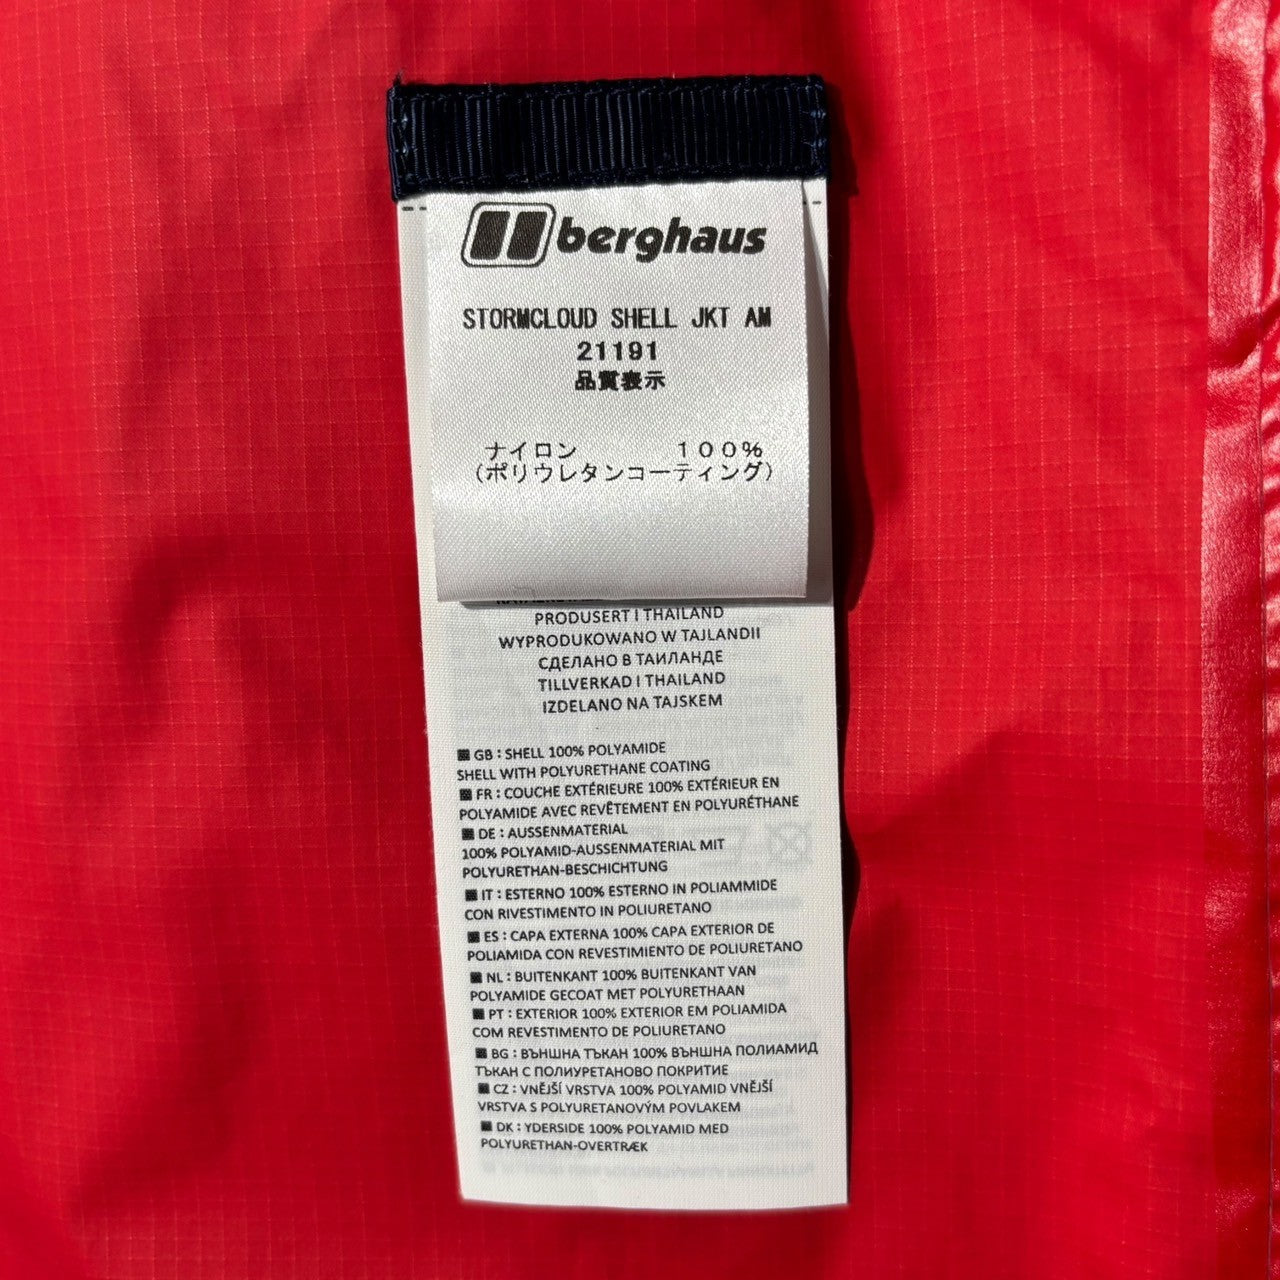 berghaus
STORMCLOUD SHELL JKT AM
21191
品質表示
ナイロン 100%
(ポリウレタンコーティング)
PRODUSERT I THAILAND
WYPRODUKOWANO W TAJLANDII
СДЕЛАНО В ТАИЛАНДЕ
TILLVERKAD I THAILAND
IZDELANO NA TAJSKEM
GB : SHELL 100% POLYAMIDE
SHELL WITH POLYURETHANE COATING
FR : COUCHE EXTÉRIEURE 100% EXTÉRIEUR EN
POLYAMIDE AVEC REVÊTEMENT EN POLYURÉTHANE
DE : AUSSENMATERIAL
100% POLYAMID-AUSSENMATERIAL MIT
POLYURETHAN-BESCHICHTUNG
IT : ESTERNO 100% ESTERNO IN POLIAMMIDE
CON RIVESTIMENTO IN POLIURETANO
ES : CAPA EXTERNA 100% CAPA EXTERIOR DE
POLIAMIDA CON REVESTIMIENTO DE POLIURETANO
NL : BUITENKANT 100% BUITENKANT VAN
POLYAMIDE GECOAT MET POLYURETHAAN
PT : EXTERIOR 100% EXTERIOR EM POLIAMIDA
COM REVESTIMENTO DE POLIURETANO
BG : ВЪНШНА ТЪКАН 100% ВЪНШНА ПОЛИАМИД
ТЪКАН С ПОЛИУРЕТАНОВО ПОКРИТИЕ
CZ : VNĚJŠÍ VRSTVA 100% POLYAMID VNĚJŠÍ
VRSTVA S POLYURETANOVÝM POVLAKEM
DK : YDERSIDE 100% POLYAMID MED
POLYURETHAN-OVERTRÆK